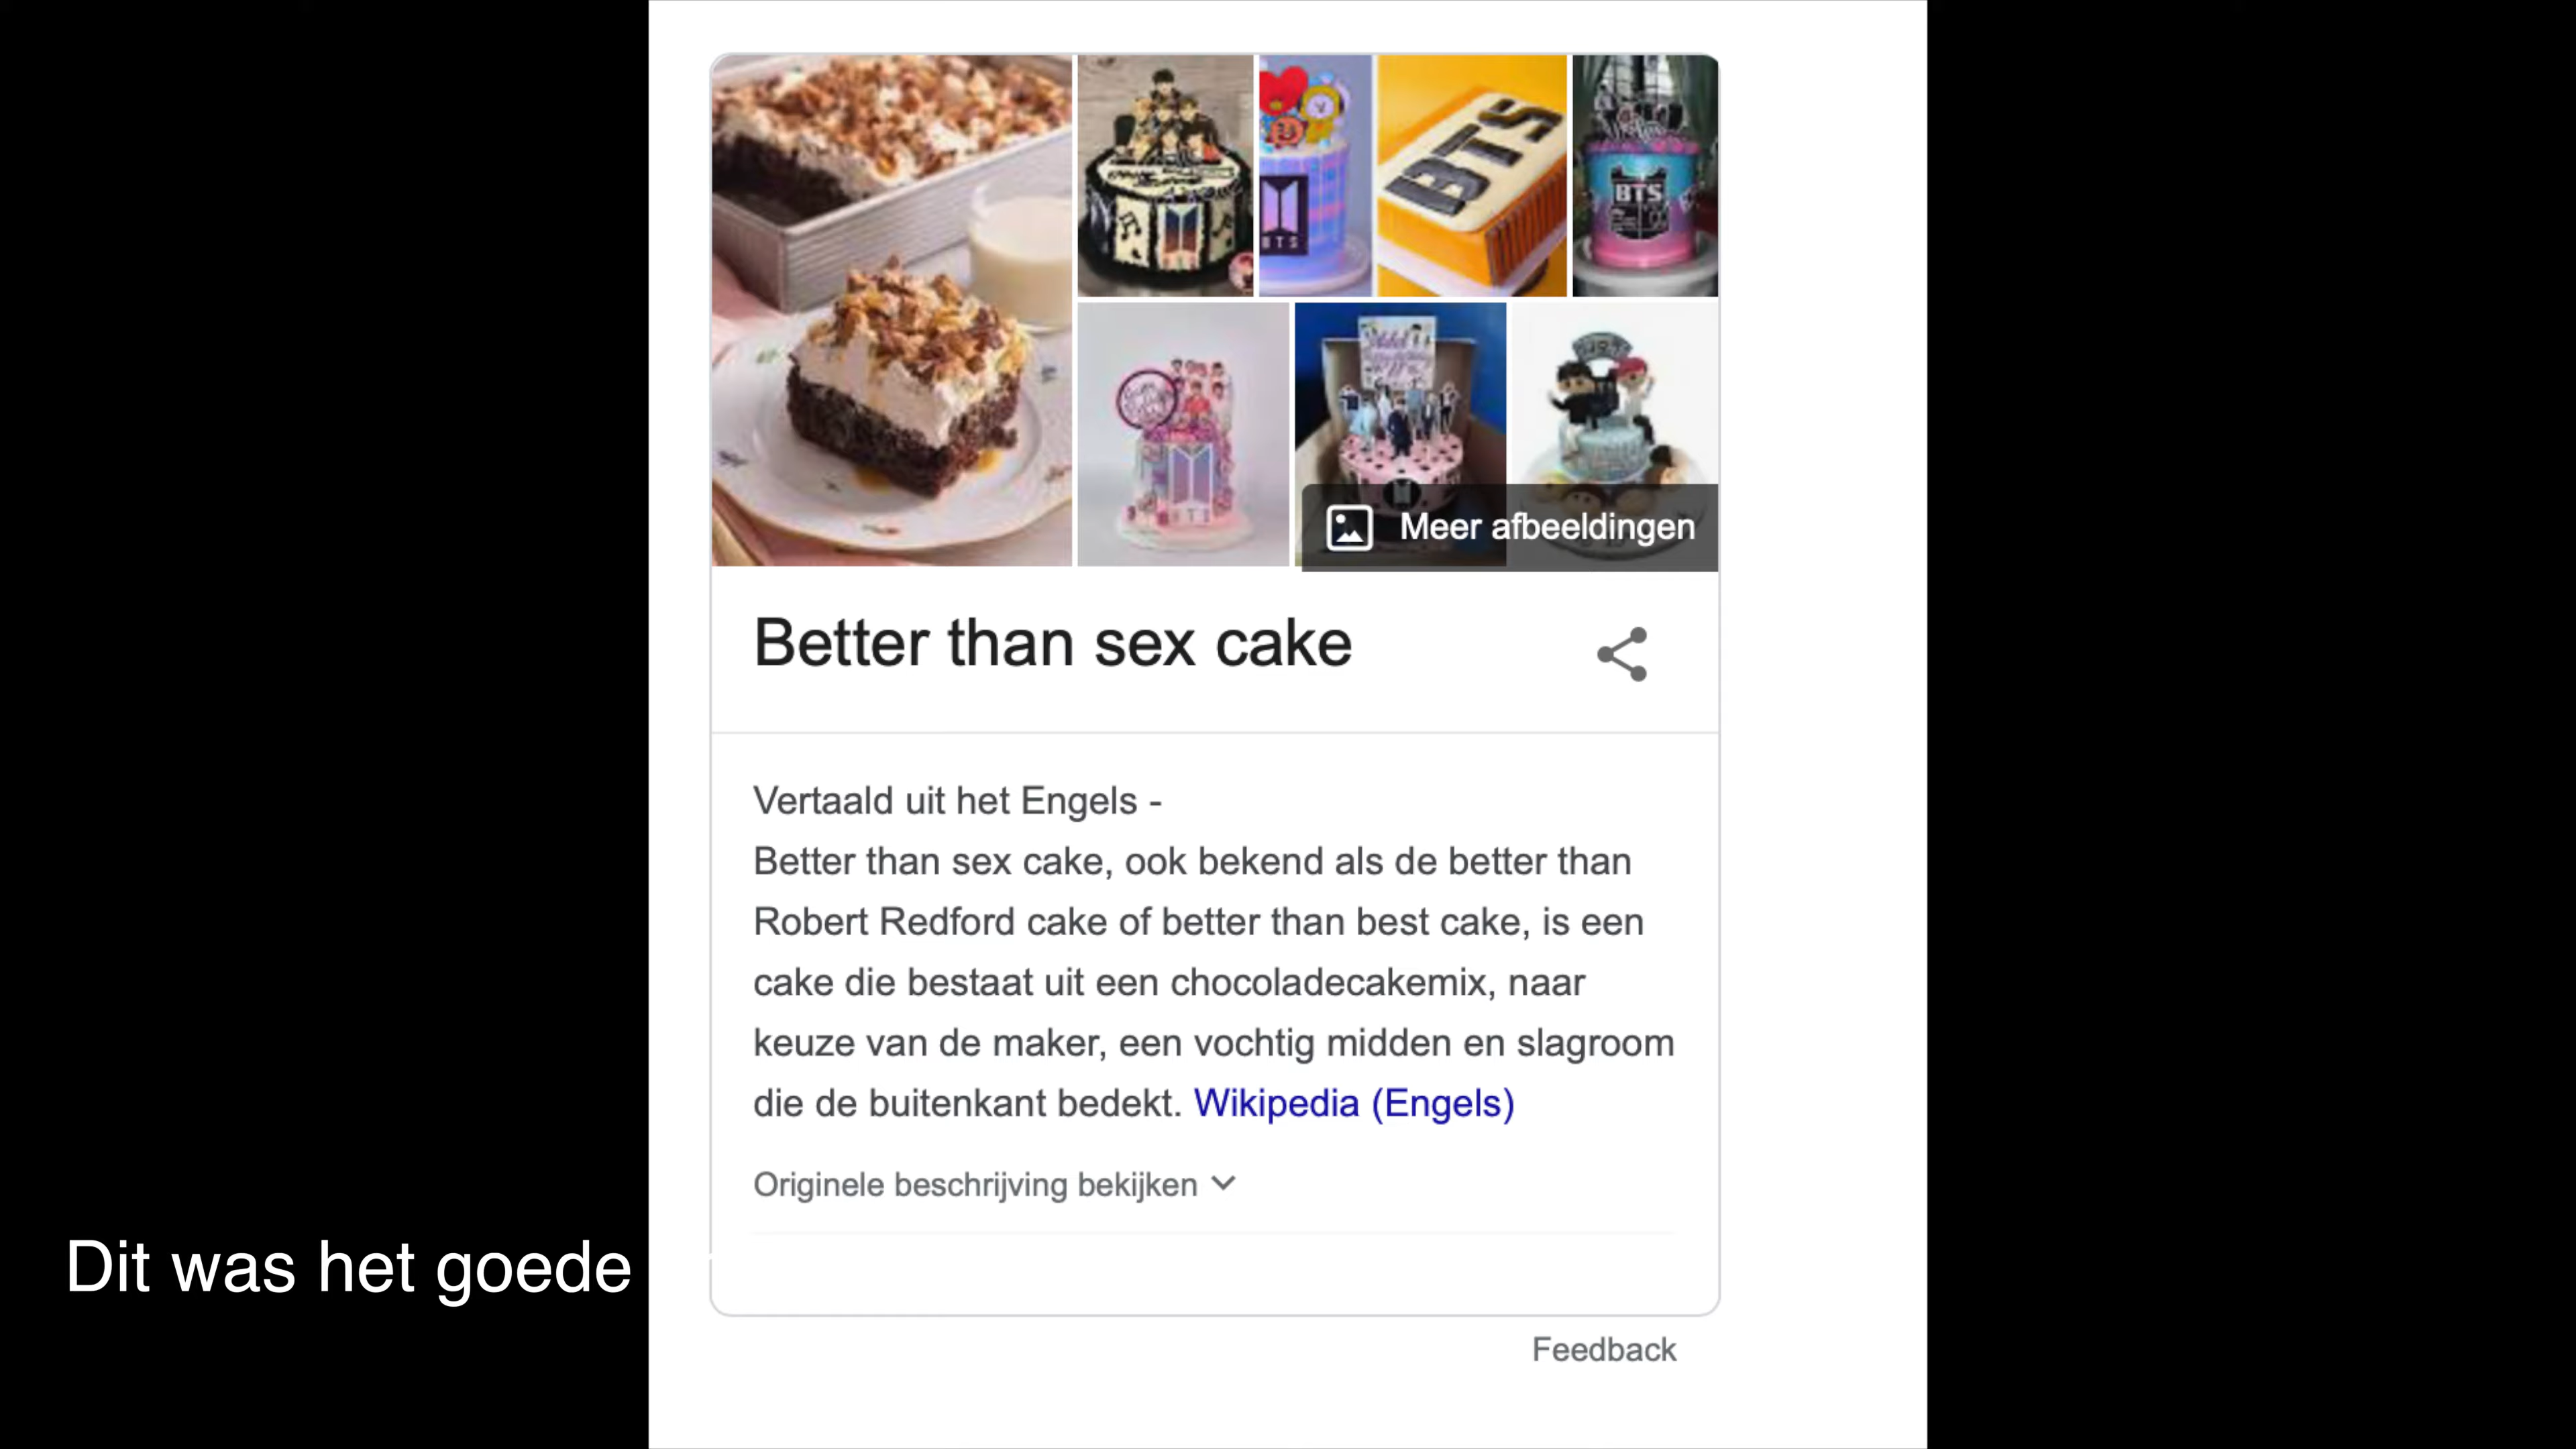 BTS
BTS
BTS
BTS
Meer afbeeldingen
Better than sex cake
Vertaald uit het Engels -
Better than sex cake, ook bekend als de better than
Robert Redford cake of better than best cake, is een
cake die bestaat uit een chocoladecakemix, naar
keuze van de maker, een vochtig midden en slagroom
die de buitenkant bedekt. Wikipedia (Engels)
Originele beschrijving bekijken
Dit was het goede
Feedback